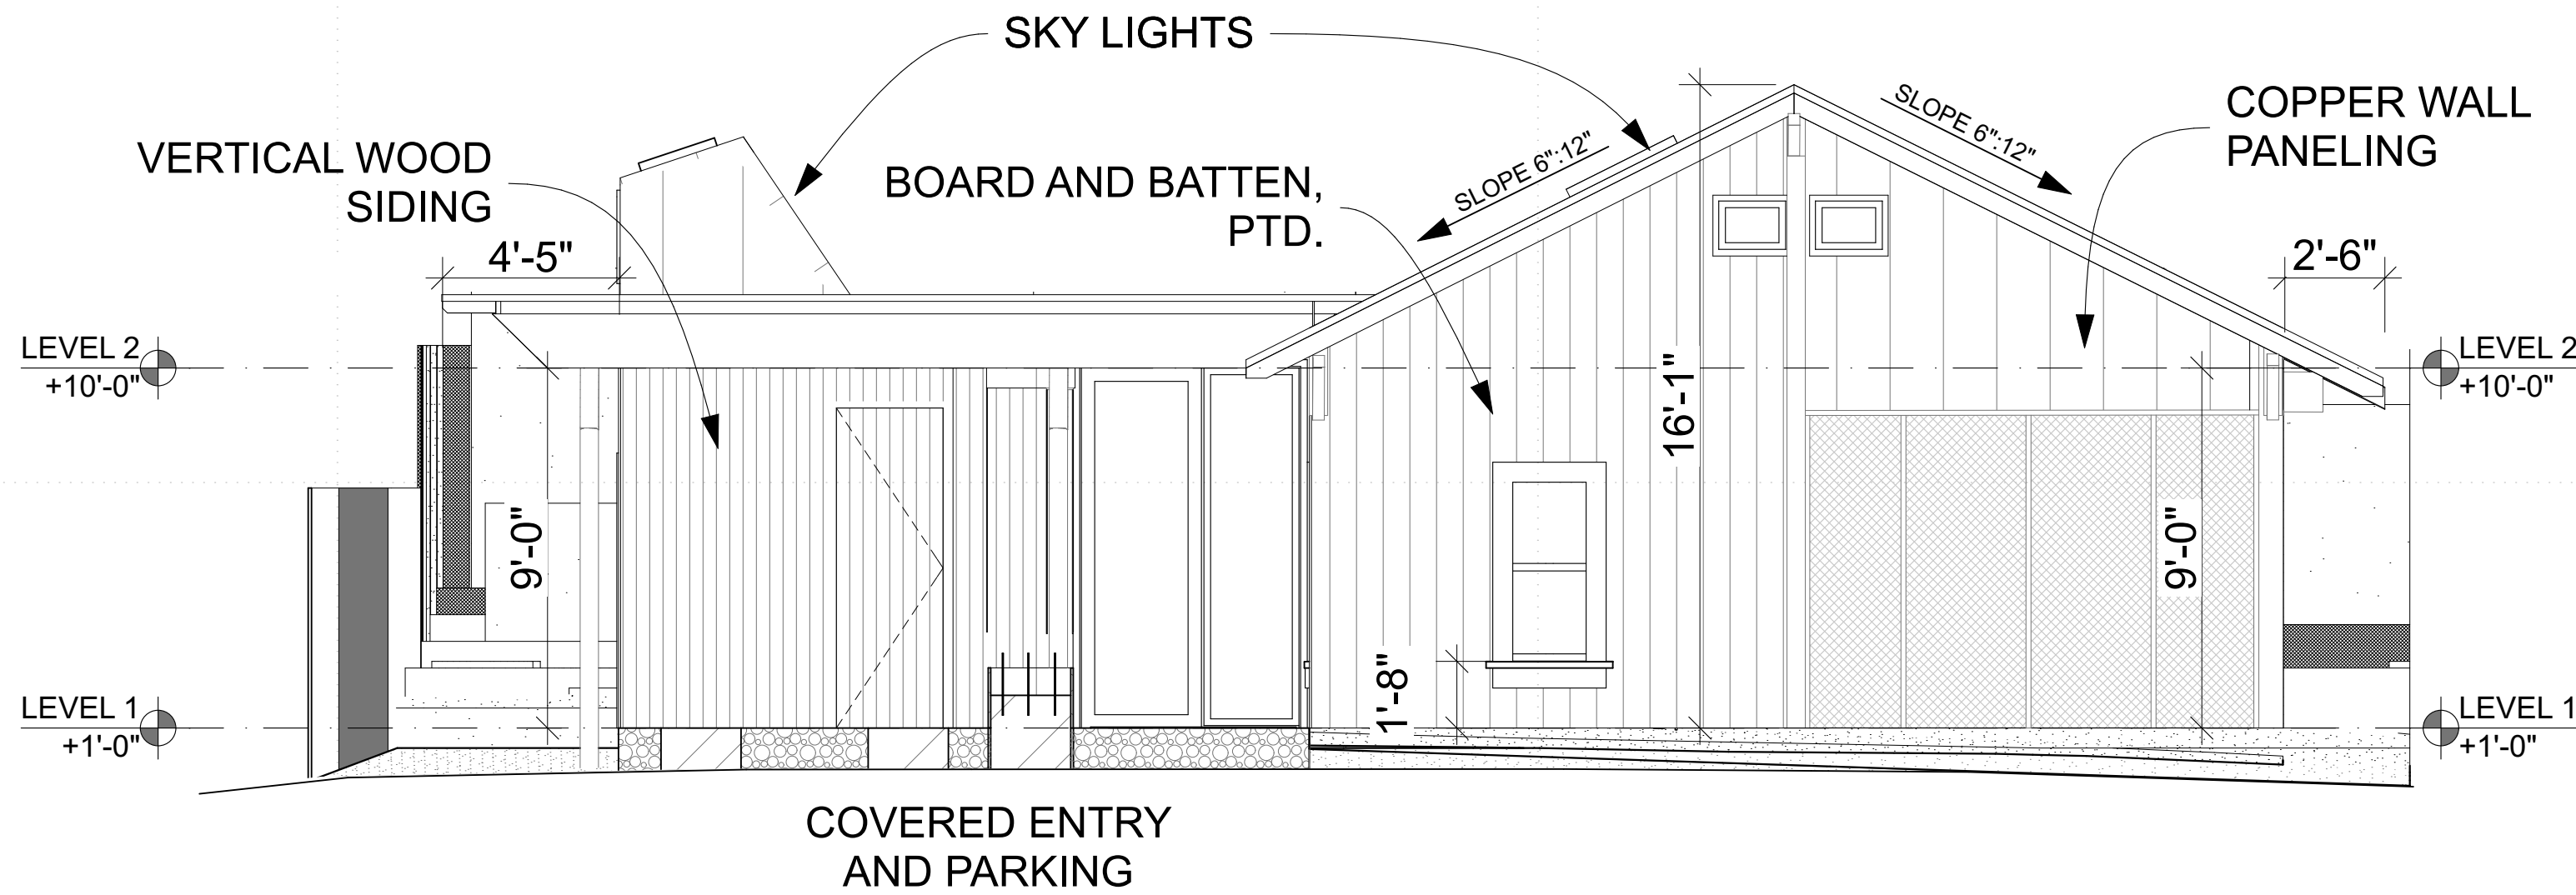 SKY LIGHTS
COPPER WALL
PANELING
SLOPE 6":12"
SLOPE 6":12"
VERTICAL WOOD
SIDING
BOARD AND BATTEN,
PTD.
4'-5"
2'-6"
LEVEL 2
+10'-0"
LEVEL 2
+10'-0"
16'-1"
9'-0"
9'-0"
1'-8"
LEVEL 1
+1'-0"
LEVEL 1
+1'-0"
COVERED ENTRY
AND PARKING